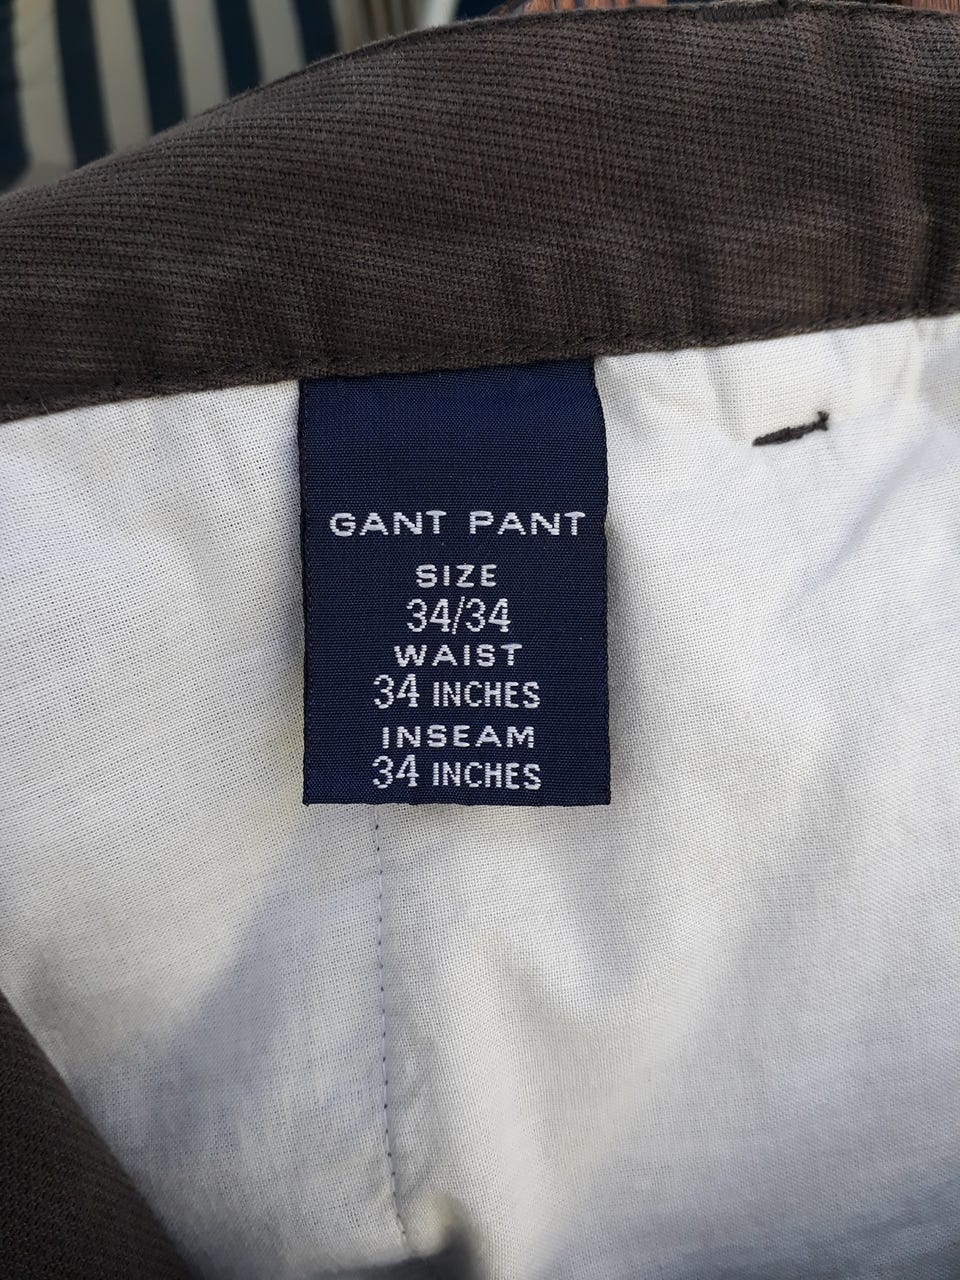 GANT PANT
SIZE
34/34
WAIST
34 INCHES
INSEAM
34 INCHES